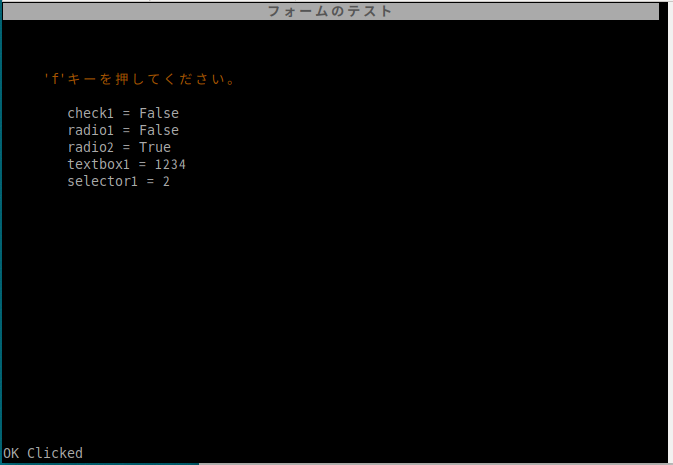 フォームのテスト
'f'キーを押してください。
check1 = False
radio1 = False
radio2 = True
textbox1 = 1234
selector1 = 2
OK Clicked